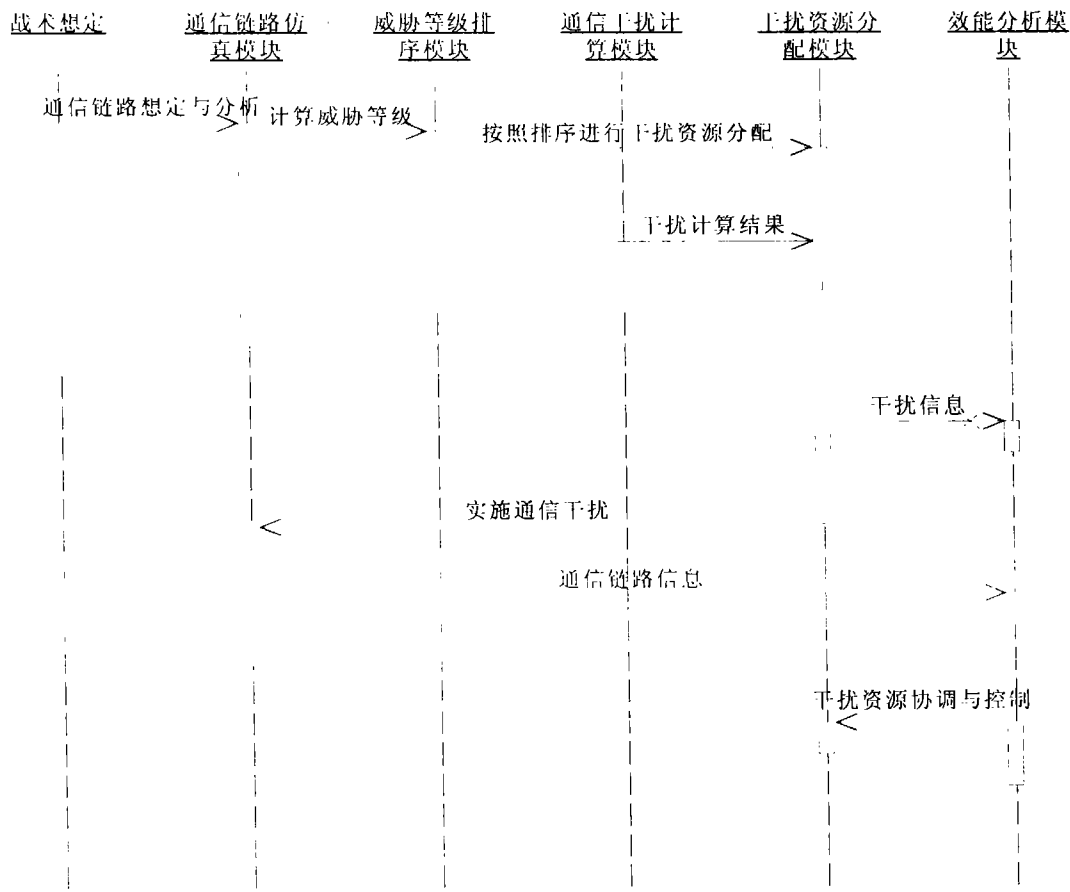 战术想定
通信链路仿
真模块
威胁等级排
序模块
通信干扰计
算模块
干扰资源分
配模块
效能分析模
块
通信链路想定与分析
计算威胁等级
按照排序进行干扰资源分配
干扰计算结果
干扰信息
实施通信干扰
通信链路信息
干扰资源协调与控制